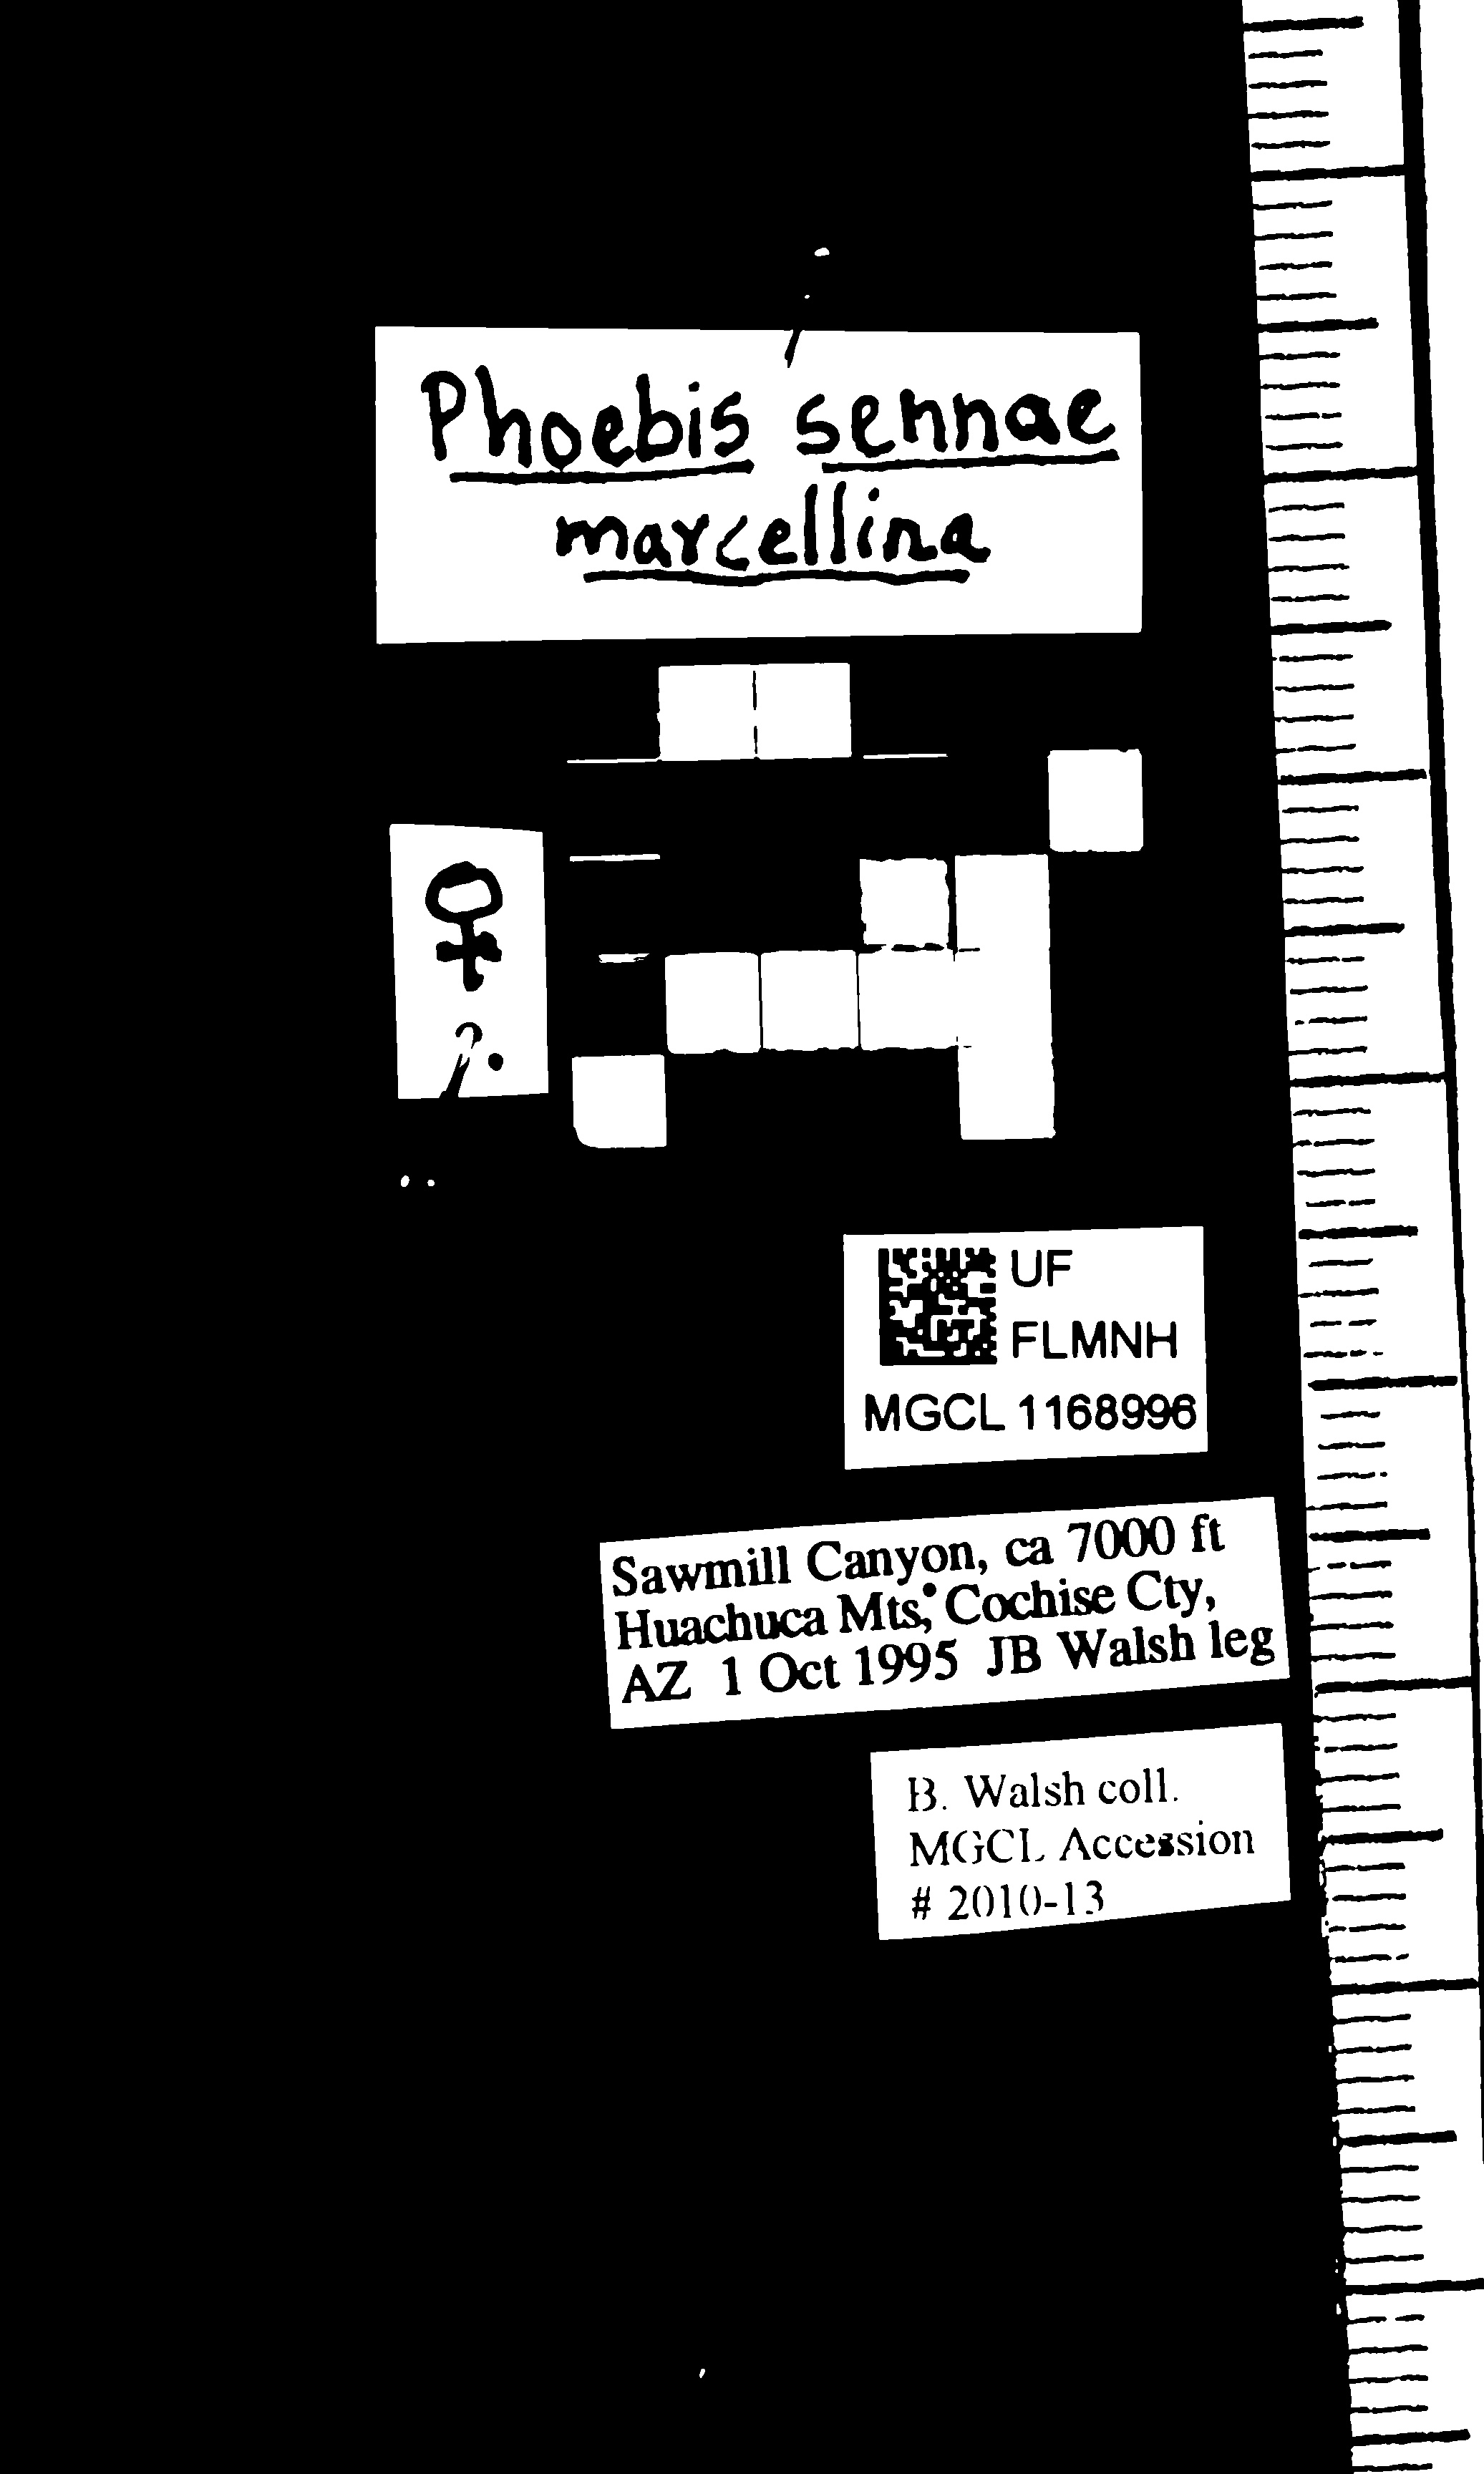 Phoebis sennae
marcellina
♀
?.
UF
FLMNH
MGCL 1168996
Sawmill Canyon, ca 7000 ft
Huachuca Mts, Cochise Cty,
AZ 1 Oct 1995 JB Walsh leg
B. Walsh coll.
MGCL Accession
# 2010-13